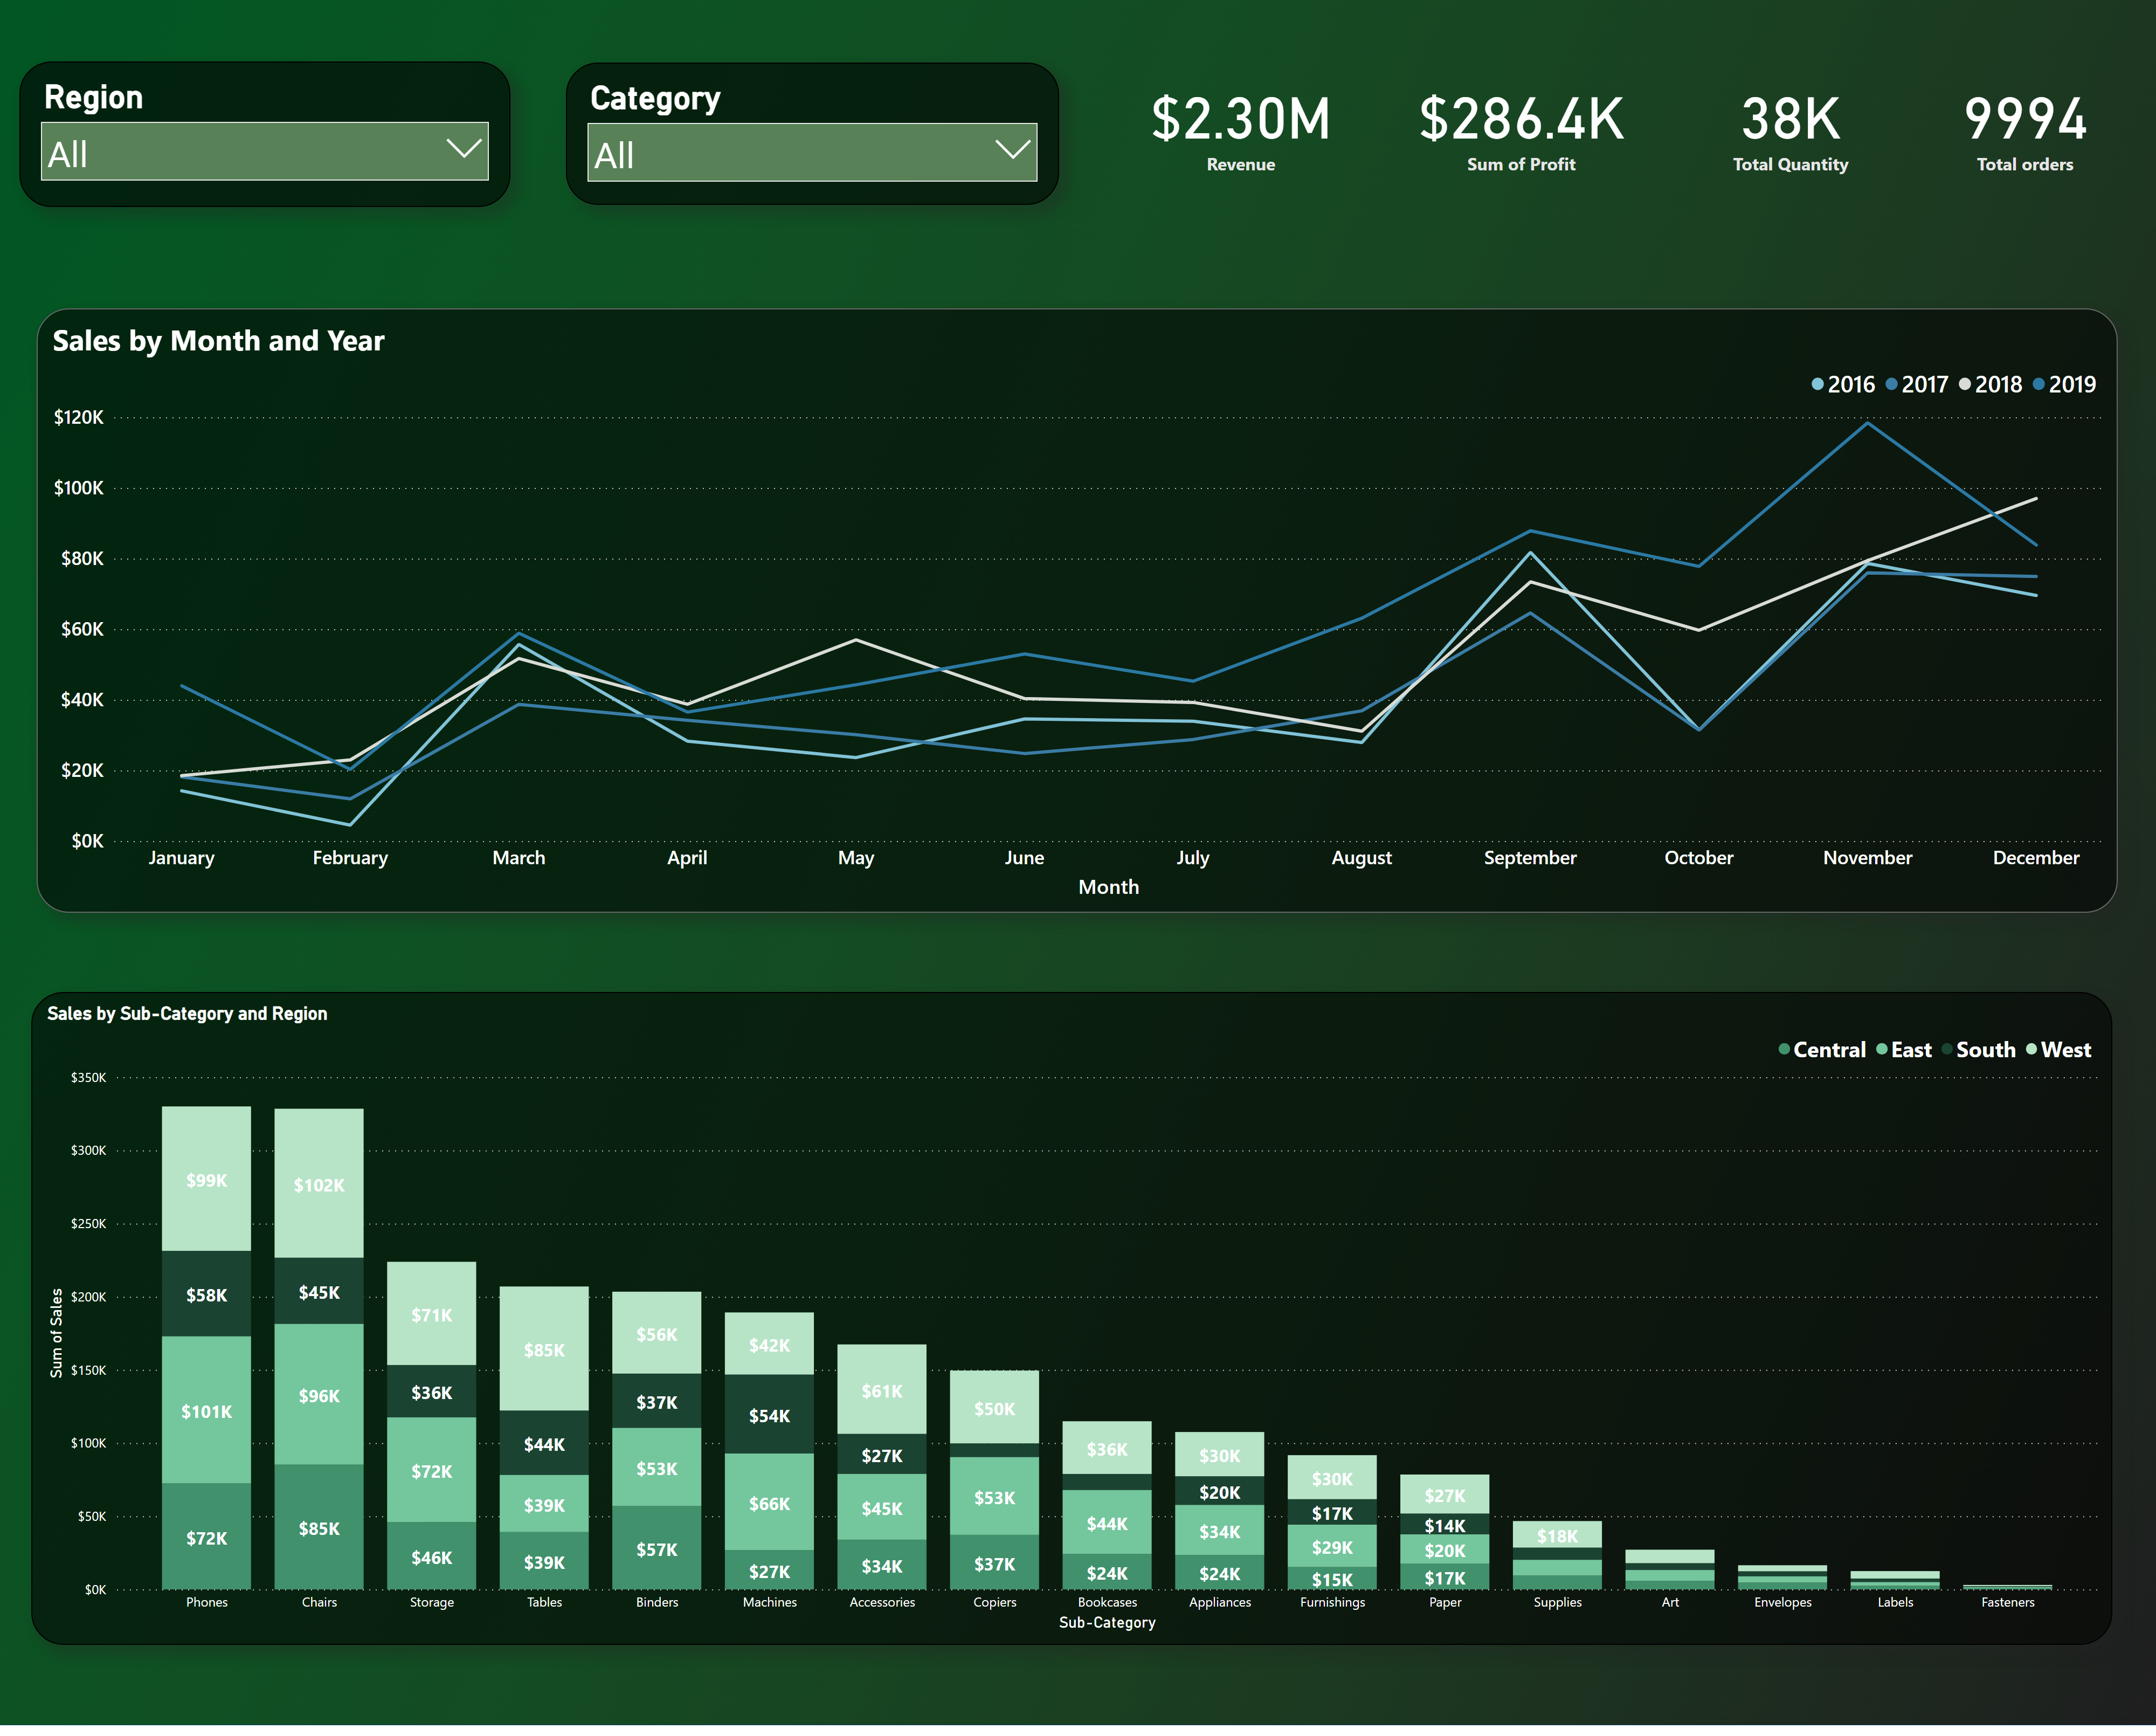 Region
All
Category
All
$2.30M
Revenue
$286.4K
Sum of Profit
38K
Total Quantity
9994
Total orders
Sales by Month and Year
2016 2017 2018 2019
$120K
$100K
$80K
$60K
$40K
$20K
$0K
January February March April May June July August September October November December
Month
Sales by Sub-Category and Region
Central East South West
Sum of Sales
$350K
$300K
$250K
$200K
$150K
$100K
$50K
$0K
$99K
$58K
$101K
$72K
$102K
$45K
$96K
$85K
$71K
$36K
$72K
$46K
$85K
$44K
$39K
$39K
$56K
$37K
$53K
$57K
$42K
$54K
$66K
$27K
$61K
$27K
$45K
$34K
$50K
$53K
$37K
$36K
$44K
$24K
$30K
$20K
$34K
$24K
$30K
$17K
$29K
$15K
$27K
$14K
$20K
$17K
$18K
Phones Chairs Storage Tables Binders Machines Accessories Copiers Bookcases Appliances Furnishings Paper Supplies Art Envelopes Labels Fasteners
Sub-Category